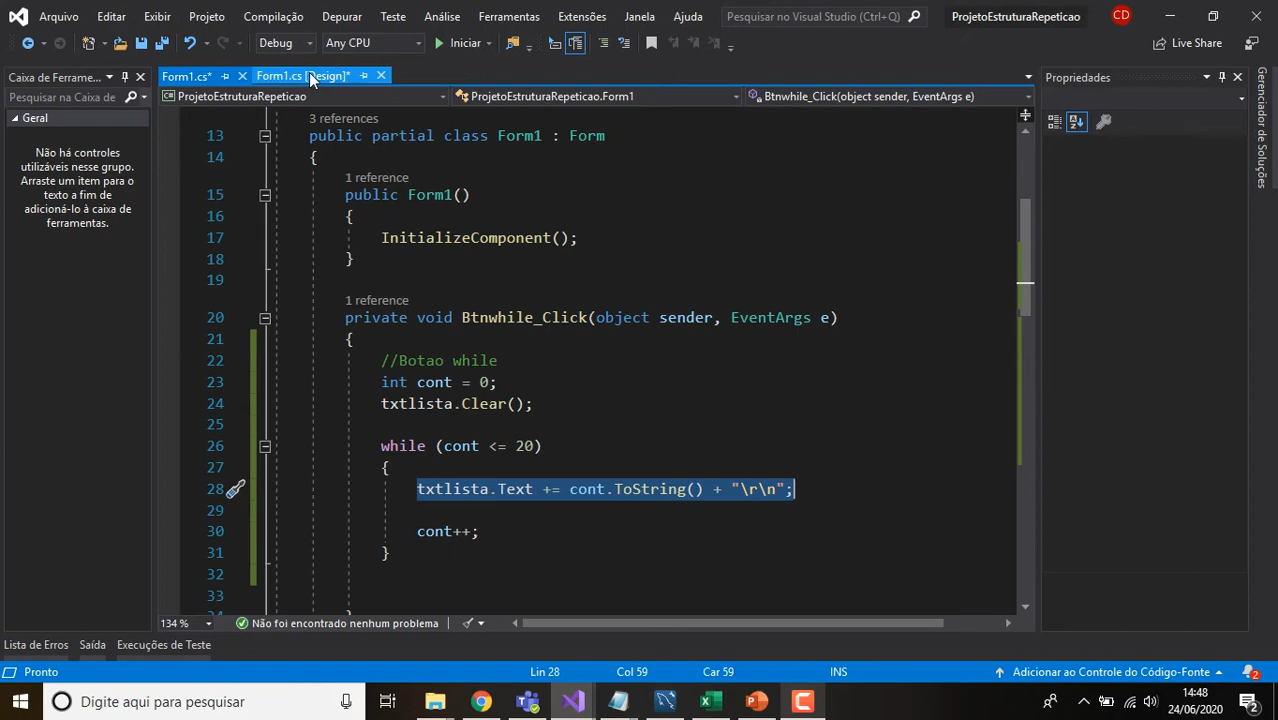 Arquivo Editar Exibir Projeto Compilação Depurar Teste Análise Ferramentas Extensões Janela Ajuda Pesquisar no Visual Studio (Ctrl+Q) ProjetoEstruturaRepeticao CD
Debug Any CPU Iniciar Live Share
Caixa de Ferrame... Form1.cs* Form1.cs [Design]* Propriedades
Pesquisar na Caixa de ProjetoEstruturaRepeticao ProjetoEstruturaRepeticao.Form1 Btnwhile_Click(object sender, EventArgs e)
Geral
Não há controles
utilizáveis nesse grupo.
Arraste um item para o
texto a fim de
adicioná-lo à caixa de
ferramentas.
3 references
13 public partial class Form1 : Form
14 {
1 reference
15 public Form1()
16 {
17 InitializeComponent();
18 }
19
1 reference
20 private void Btnwhile_Click(object sender, EventArgs e)
21 {
22 //Botao while
23 int cont = 0;
24 txtlista.Clear();
25
26 while (cont <= 20)
27 {
28 txtlista.Text += cont.ToString() + "\r\n";
29
30 cont++;
31 }
32
33
34 }
Gerenciador de Soluções
134 % Não foi encontrado nenhum problema
Lista de Erros Saída Execuções de Teste
Pronto Lin 28 Col 59 Car 59 INS Adicionar ao Controle do Código-Fonte 2
Digite aqui para pesquisar 14:48
24/06/2020 2